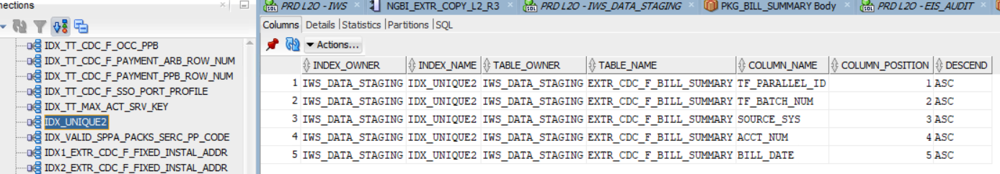 nections
PRD L2O - IWS
NGBI_EXTR_COPY_L2_R3
PRD L2O - IWS_DATA_STAGING
PKG_BILL_SUMMARY Body
PRD L2O - EIS_AUDIT
Columns Details Statistics Partitions SQL
Actions...
IDX_TT_CDC_F_OCC_PPB
IDX_TT_CDC_F_PAYMENT_ARB_ROW_NUM
IDX_TT_CDC_F_PAYMENT_PPB_ROW_NUM
IDX_TT_CDC_F_SSO_PORT_PROFILE
IDX_TT_MAX_ACT_SRV_KEY
IDX_UNIQUE2
IDX_VALID_SPPA_PACKS_SERC_PP_CODE
IDX1_EXTR_CDC_F_FIXED_INSTAL_ADDR
IDX2_EXTR_CDC_F_FIXED_INSTAL_ADDR
INDEX_OWNER INDEX_NAME TABLE_OWNER TABLE_NAME COLUMN_NAME COLUMN_POSITION DESCEND
1 IWS_DATA_STAGING IDX_UNIQUE2 IWS_DATA_STAGING EXTR_CDC_F_BILL_SUMMARY TF_PARALLEL_ID 1 ASC
2 IWS_DATA_STAGING IDX_UNIQUE2 IWS_DATA_STAGING EXTR_CDC_F_BILL_SUMMARY TF_BATCH_NUM 2 ASC
3 IWS_DATA_STAGING IDX_UNIQUE2 IWS_DATA_STAGING EXTR_CDC_F_BILL_SUMMARY SOURCE_SYS 3 ASC
4 IWS_DATA_STAGING IDX_UNIQUE2 IWS_DATA_STAGING EXTR_CDC_F_BILL_SUMMARY ACCT_NUM 4 ASC
5 IWS_DATA_STAGING IDX_UNIQUE2 IWS_DATA_STAGING EXTR_CDC_F_BILL_SUMMARY BILL_DATE 5 ASC